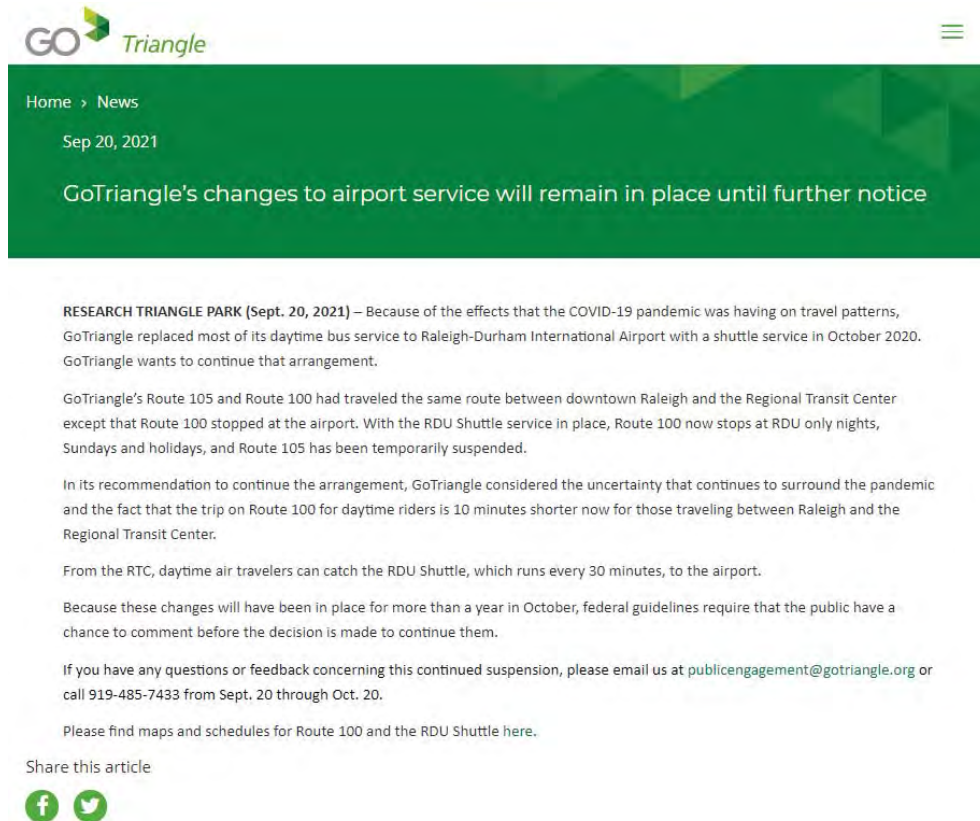 GO Triangle
Home › News
Sep 20, 2021
GoTriangle's changes to airport service will remain in place until further notice
RESEARCH TRIANGLE PARK (Sept. 20, 2021) – Because of the effects that the COVID-19 pandemic was having on travel patterns,
GoTriangle replaced most of its daytime bus service to Raleigh-Durham International Airport with a shuttle service in October 2020.
GoTriangle wants to continue that arrangement.
GoTriangle's Route 105 and Route 100 had traveled the same route between downtown Raleigh and the Regional Transit Center
except that Route 100 stopped at the airport. With the RDU Shuttle service in place, Route 100 now stops at RDU only nights,
Sundays and holidays, and Route 105 has been temporarily suspended.
In its recommendation to continue the arrangement, GoTriangle considered the uncertainty that continues to surround the pandemic
and the fact that the trip on Route 100 for daytime riders is 10 minutes shorter now for those traveling between Raleigh and the
Regional Transit Center.
From the RTC, daytime air travelers can catch the RDU Shuttle, which runs every 30 minutes, to the airport.
Because these changes will have been in place for more than a year in October, federal guidelines require that the public have a
chance to comment before the decision is made to continue them.
If you have any questions or feedback concerning this continued suspension, please email us at publicengagement@gotriangle.org or
call 919-485-7433 from Sept. 20 through Oct. 20.
Please find maps and schedules for Route 100 and the RDU Shuttle here.
Share this article